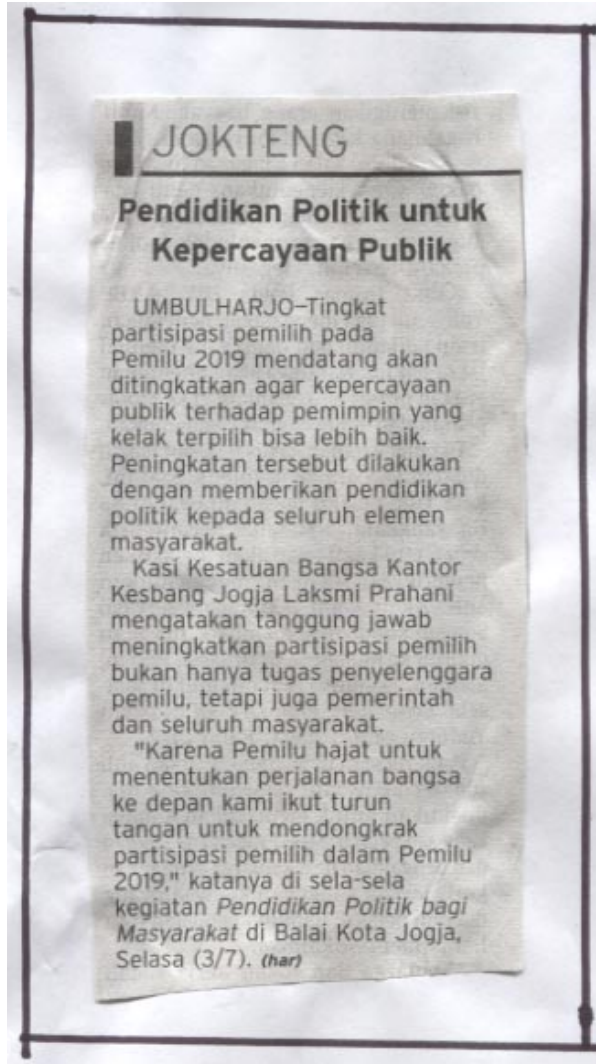 JOKTENG
Pendidikan Politik untuk
Kepercayaan Publik
UMBULHARJO—Tingkat
partisipasi pemilih pada
Pemilu 2019 mendatang akan
ditingkatkan agar kepercayaan
publik terhadap pemimpin yang
kelak terpilih bisa lebih baik.
Peningkatan tersebut dilakukan
dengan memberikan pendidikan
politik kepada seluruh elemen
masyarakat.
Kasi Kesatuan Bangsa Kantor
Kesbang Jogja Laksmi Prahani
mengatakan tanggung jawab
meningkatkan partisipasi pemilih
bukan hanya tugas penyelenggara
pemilu, tetapi juga pemerintah
dan seluruh masyarakat.
"Karena Pemilu hajat untuk
menentukan perjalanan bangsa
ke depan kami ikut turun
tangan untuk mendongkrak
partisipasi pemilih dalam Pemilu
2019," katanya di sela-sela
kegiatan Pendidikan Politik bagi
Masyarakat di Balai Kota Jogja,
Selasa (3/7). (har)